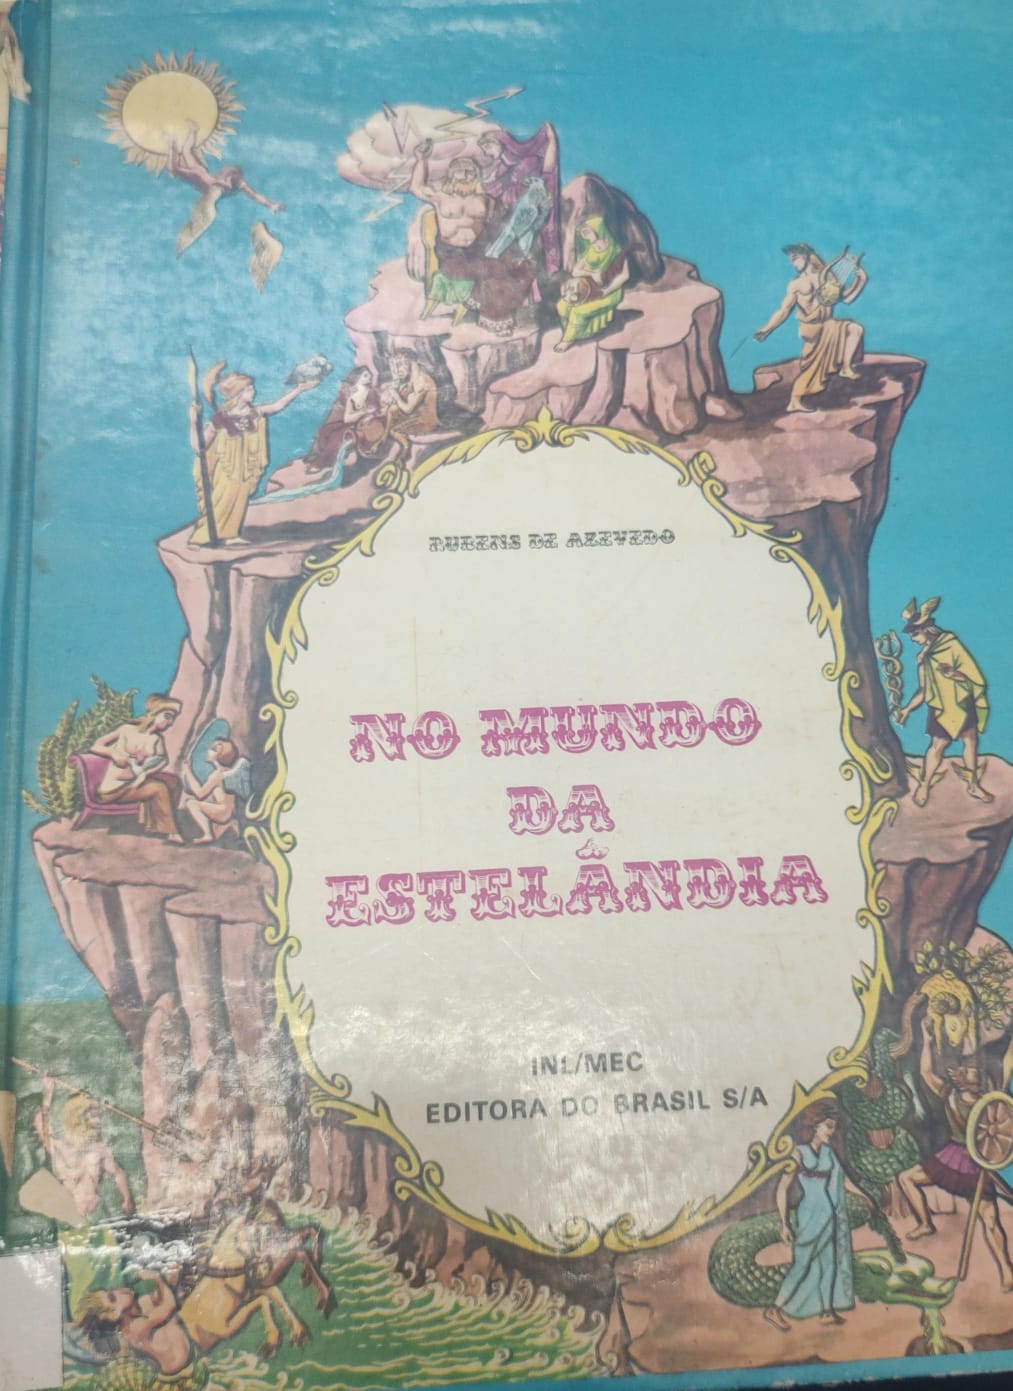 RUBENS DE AZEVEDO
NO MUNDO
DA
ESTELÂNDIA
INL/MEC
EDITORA DO BRASIL S/A